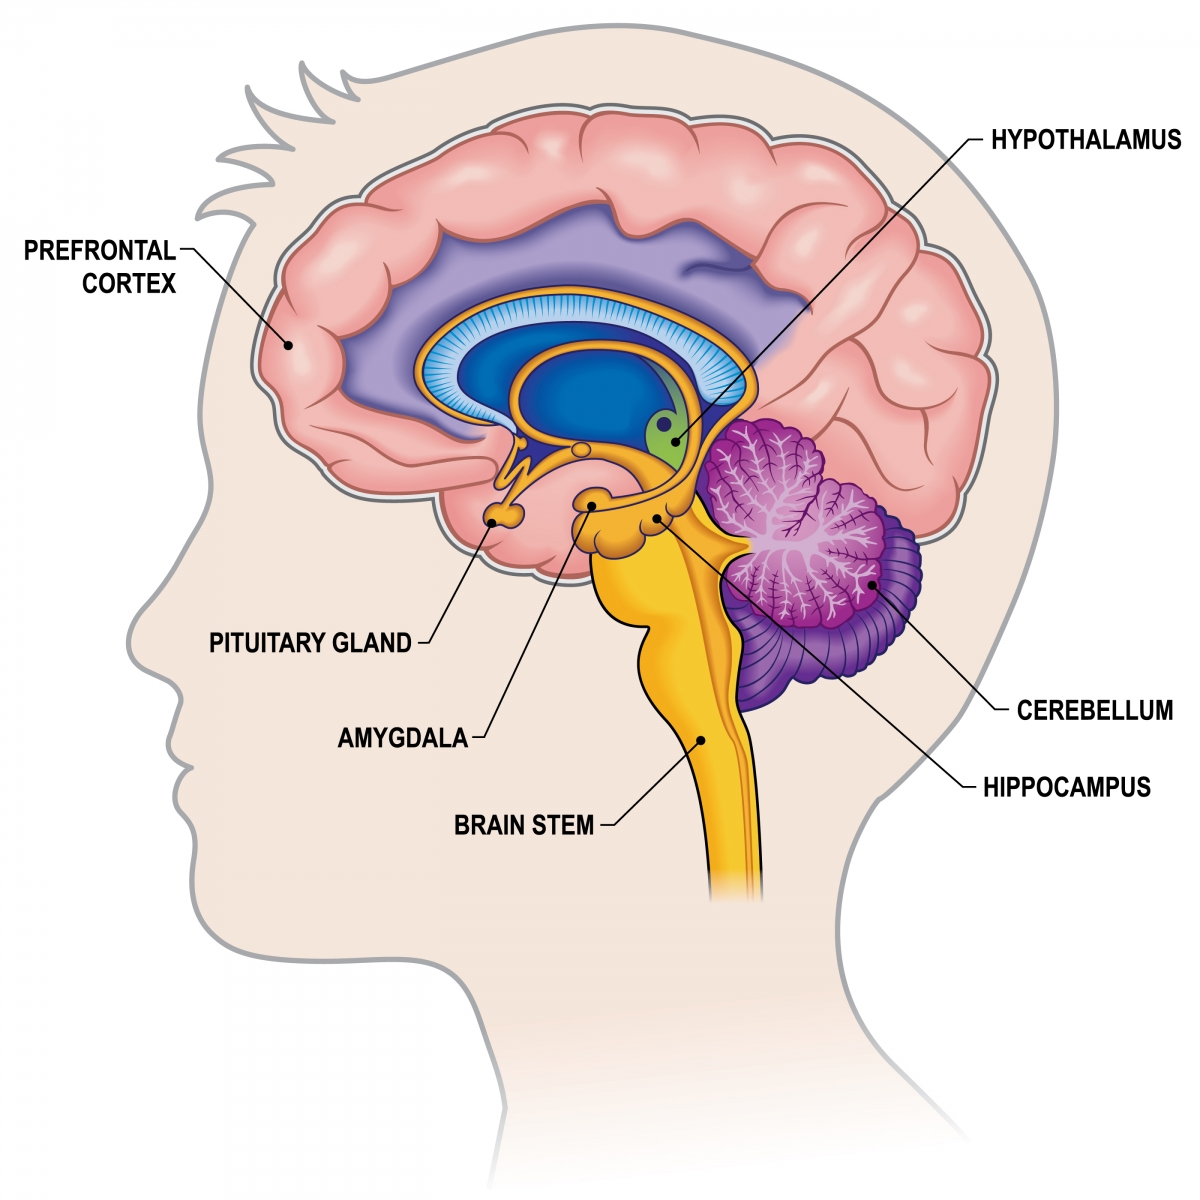 HYPOTHALAMUS
PREFRONTAL
CORTEX
PITUITARY GLAND
AMYGDALA
BRAIN STEM
CEREBELLUM
HIPPOCAMPUS